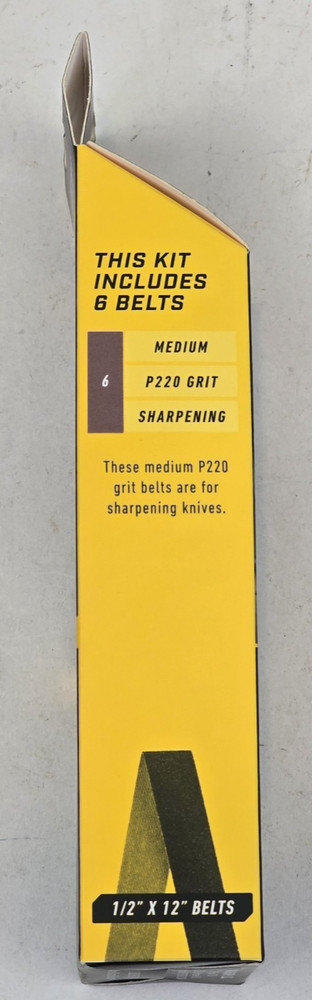 THIS KIT
INCLUDES
6 BELTS
MEDIUM
6
P220 GRIT
SHARPENING
These medium P220
grit belts are for
sharpening knives.
1/2" X 12" BELTS